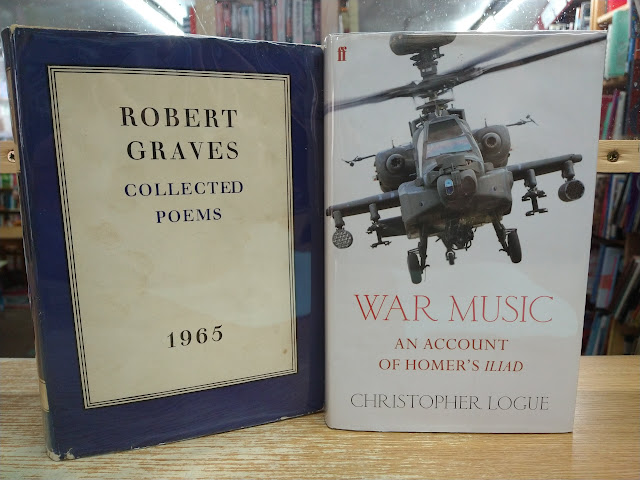 ROBERT
GRAVES
COLLECTED
POEMS
1965
ff
WAR MUSIC
AN ACCOUNT
OF HOMER'S ILIAD
CHRISTOPHER LOGUE